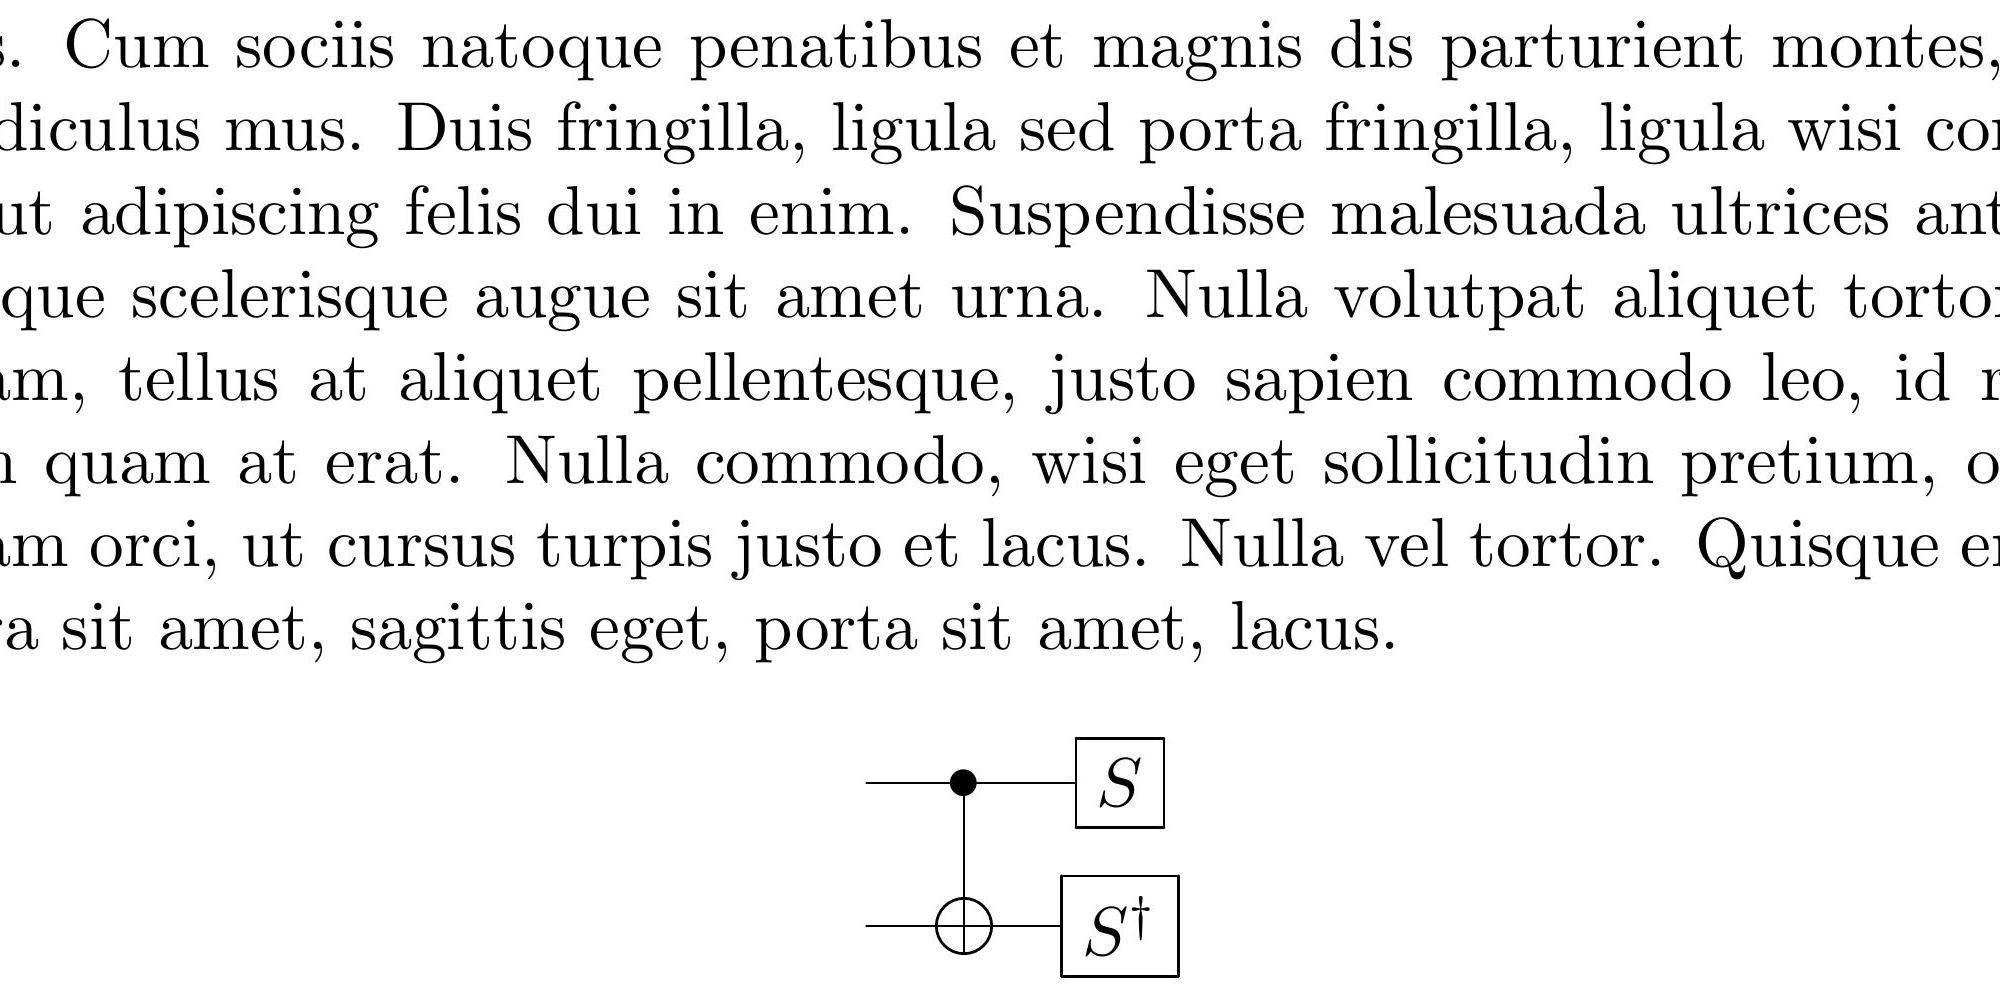 s. Cum sociis natoque penatibus et magnis dis parturient montes,
diculus mus. Duis fringilla, ligula sed porta fringilla, ligula wisi con
ut adipiscing felis dui in enim. Suspendisse malesuada ultrices ant
que scelerisque augue sit amet urna. Nulla volutpat aliquet tortor
am, tellus at aliquet pellentesque, justo sapien commodo leo, id
quam at erat. Nulla commodo, wisi eget sollicitudin pretium, o
am orci, ut cursus turpis justo et lacus. Nulla vel tortor. Quisque
a sit amet, sagittis eget, porta sit amet, lacus.
S
S†